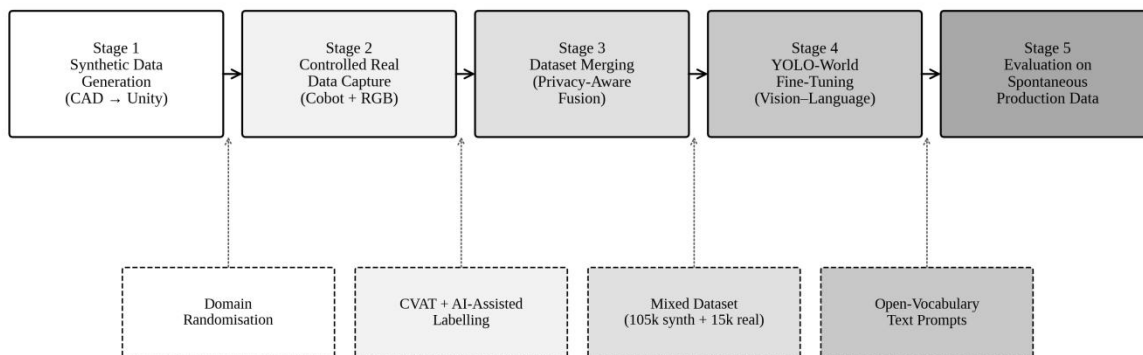 Stage 1
Synthetic Data
Generation
(CAD → Unity)
Stage 2
Controlled Real
Data Capture
(Cobot + RGB)
Stage 3
Dataset Merging
(Privacy-Aware
Fusion)
Stage 4
YOLO-World
Fine-Tuning
(Vision–Language)
Stage 5
Evaluation on
Spontaneous
Production Data
Domain
Randomisation
CVAT + AI-Assisted
Labelling
Mixed Dataset
(105k synth + 15k real)
Open-Vocabulary
Text Prompts